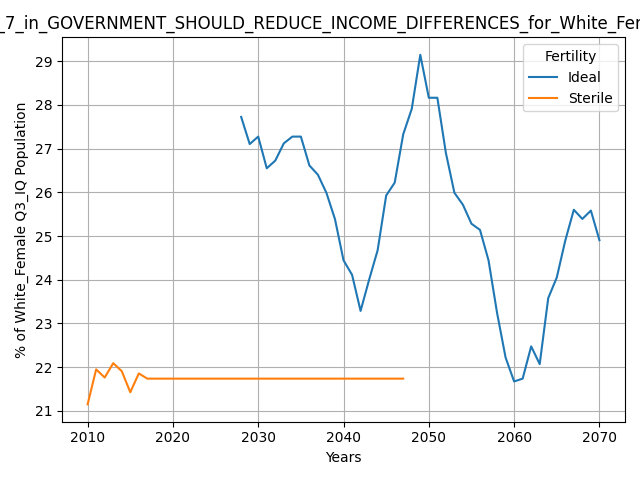 _7_in_GOVERNMENT_SHOULD_REDUCE_INCOME_DIFFERENCES_for_White_Fe
Fertility
Ideal
Sterile
% of White_Female Q3_IQ Population
29
28
27
26
25
24
23
22
21
2010 2020 2030 2040 2050 2060 2070
Years